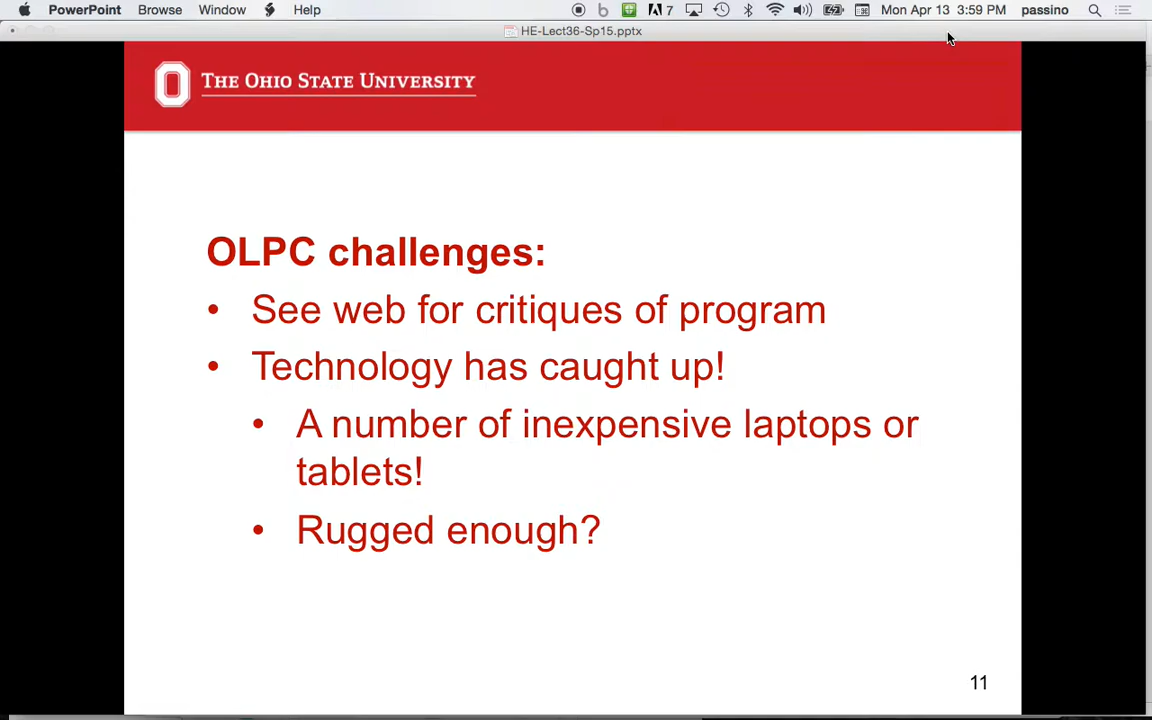 PowerPoint Browse Window Help 7 Mon Apr 13 3:59 PM passino
HE-Lect36-Sp15.pptx
THE OHIO STATE UNIVERSITY
OLPC challenges:
• See web for critiques of program
• Technology has caught up!
• A number of inexpensive laptops or
tablets!
• Rugged enough?
11